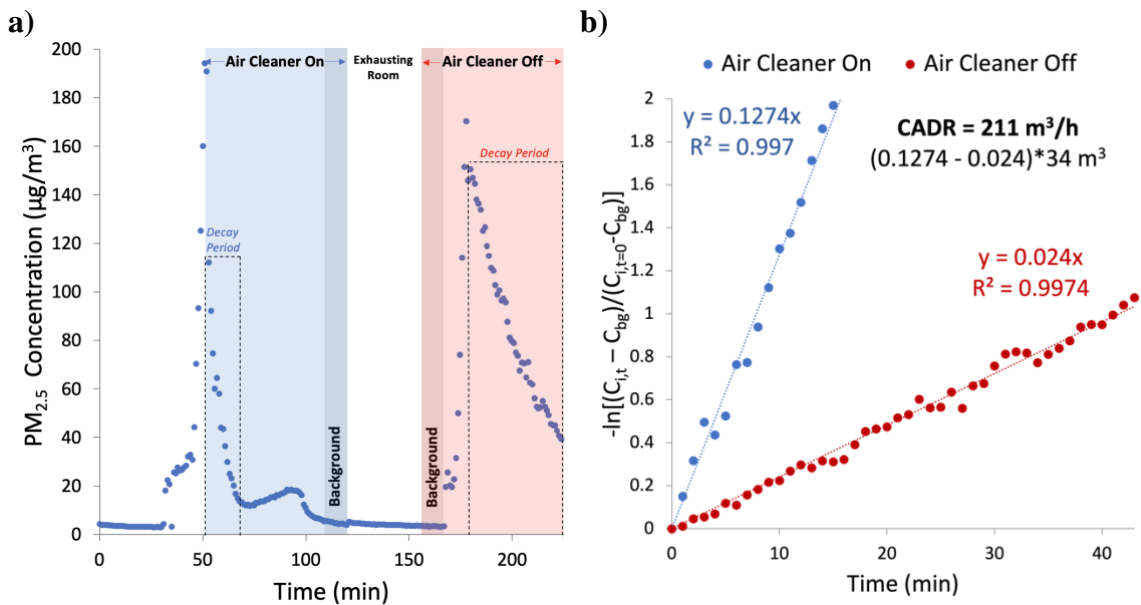 a)
200
180
160
140
120
100
80
60
40
20
0
0
50
100
150
200
PM2.5 Concentration (µg/m³)
Time (min)
Air Cleaner On
Exhausting
Room
Air Cleaner Off
Decay
Period
Decay Period
Background
Background
b)
Air Cleaner On
Air Cleaner Off
2
1.8
1.6
1.4
1.2
1
0.8
0.6
0.4
0.2
0
0
10
20
30
40
-ln[(Ci,t – Cbg)/(Ci,t=0-Cbg)]
Time (min)
y = 0.1274x
R² = 0.997
CADR = 211 m³/h
(0.1274 - 0.024)*34 m³
y = 0.024x
R² = 0.9974